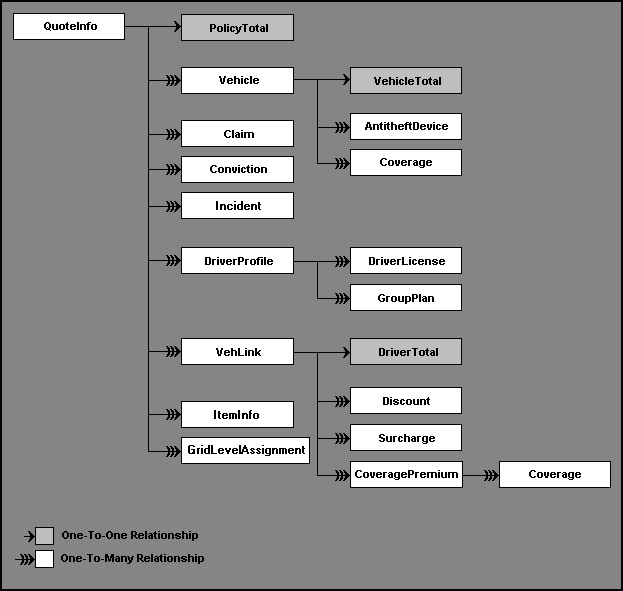 QuoteInfo
PolicyTotal
Vehicle
VehicleTotal
AntitheftDevice
Claim
Coverage
Conviction
Incident
DriverProfile
DriverLicense
GroupPlan
VehLink
DriverTotal
Discount
ItemInfo
Surcharge
GridLevelAssignment
CoveragePremium
Coverage
One-To-One Relationship
One-To-Many Relationship